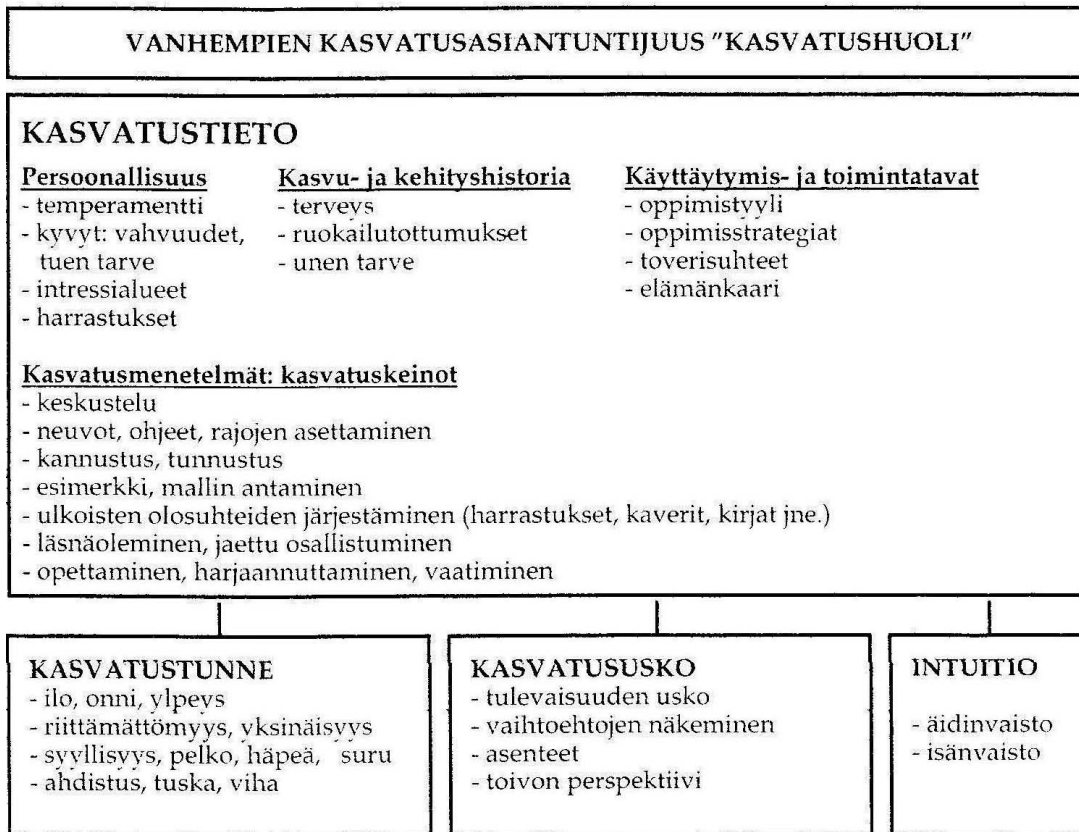 VANHEMPIEN KASVATUSASIANTUNTIJUUS "KASVATUSHUOLI"
KASVATUSTIETO
Persoonallisuus
- temperamentti
- kyvyt: vahvuudet,
tuen tarve
- intressialueet
- harrastukset
Kasvu- ja kehityshistoria
- terveys
- ruokailutottumukset
- unen tarve
Käyttäytymis- ja toimintatavat
- oppimistyyli
- oppimisstrategiat
- toverisuhteet
- elämänkaari
Kasvatusmenetelmät: kasvatuskeinot
- keskustelu
- neuvot, ohjeet, rajojen asettaminen
- kannustus, tunnustus
- esimerkki, mallin antaminen
- ulkoisten olosuhteiden järjestäminen (harrastukset, kaverit, kirjat jne.)
- läsnäoleminen, jaettu osallistuminen
- opettaminen, harjaannuttaminen, vaatiminen
KASVATUSTUNNE
- ilo, onni, ylpeys
- riittämättömyys, yksinäisyys
- syyllisyys, pelko, häpeä, suru
- ahdistus, tuska, viha
KASVATUSUSKO
- tulevaisuuden usko
- vaihtoehtojen näkeminen
- asenteet
- toivon perspektiivi
INTUITIO
- äidinvaisto
- isänvaisto